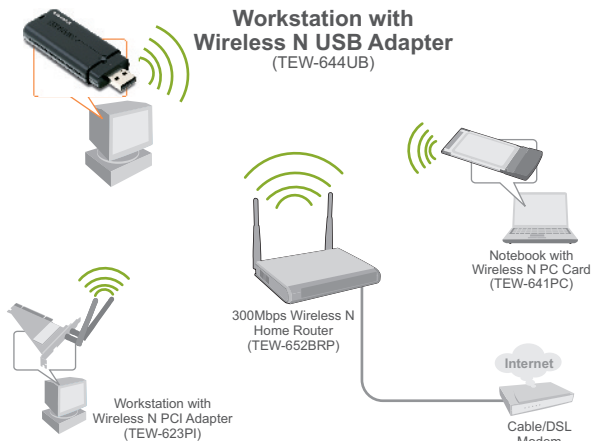 Workstation with
Wireless N USB Adapter
(TEW-644UB)
Notebook with
Wireless N PC Card
(TEW-641PC)
300Mbps Wireless N
Home Router
(TEW-652BRP)
Internet
Workstation with
Wireless N PCI Adapter
(TEW-623PI)
Cable/DSL
Modem